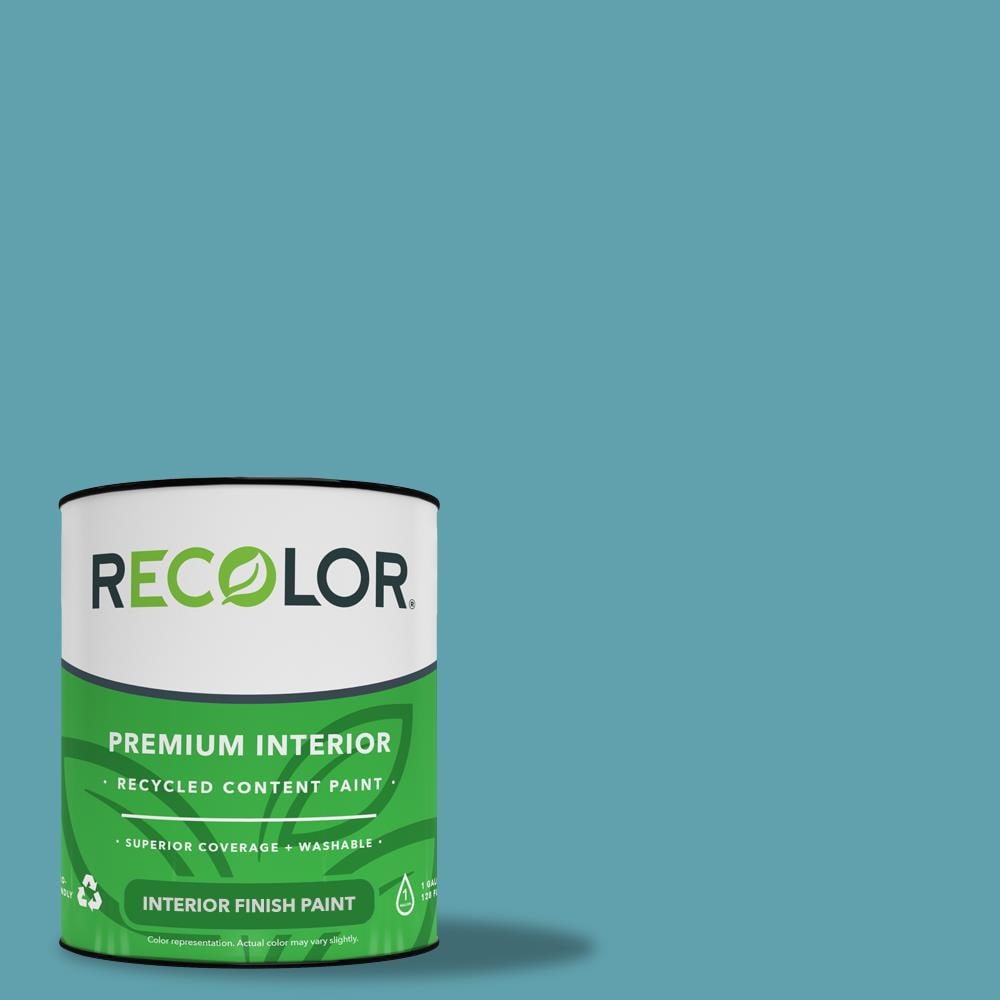 RECOLOR®
PREMIUM INTERIOR
· RECYCLED CONTENT PAINT ·
· SUPERIOR COVERAGE + WASHABLE ·
1
INTERIOR FINISH PAINT
Color representation. Actual color may vary slightly.